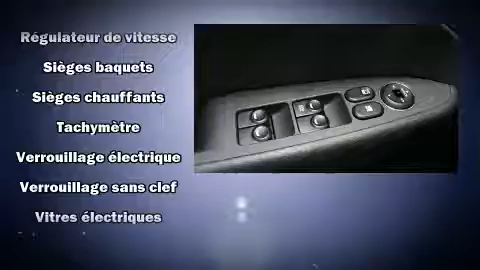 Régulateur de vitesse
Sièges baquets
Sièges chauffants
Tachymètre
Verrouillage électrique
Verrouillage sans clef
Vitres électriques